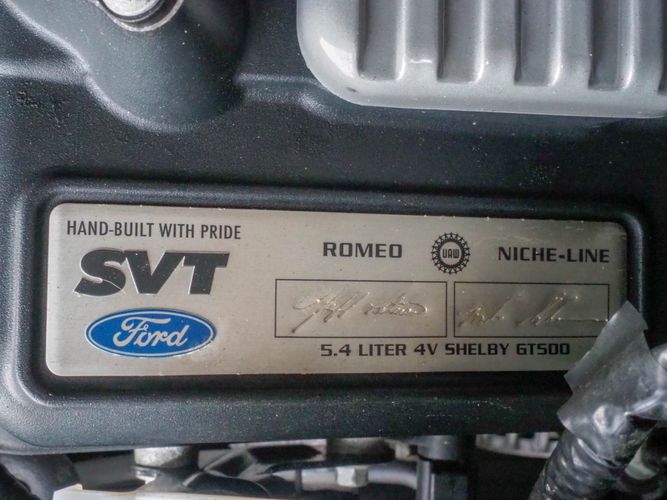 HAND-BUILT WITH PRIDE
SVT
Ford
ROMEO UAW NICHE-LINE
5.4 LITER 4V SHELBY GT500